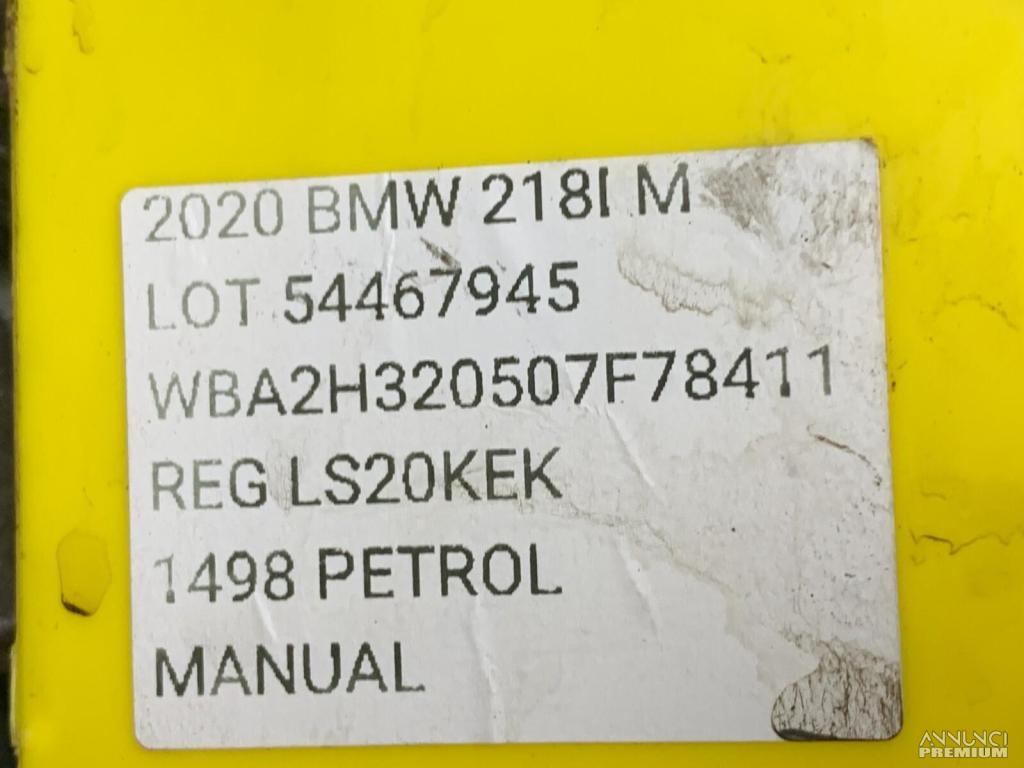 2020 BMW 218I M
LOT 54467945
WBA2H320507F78411
REG LS20KEK
1498 PETROL
MANUAL
ANNUNCI
PREMIUM